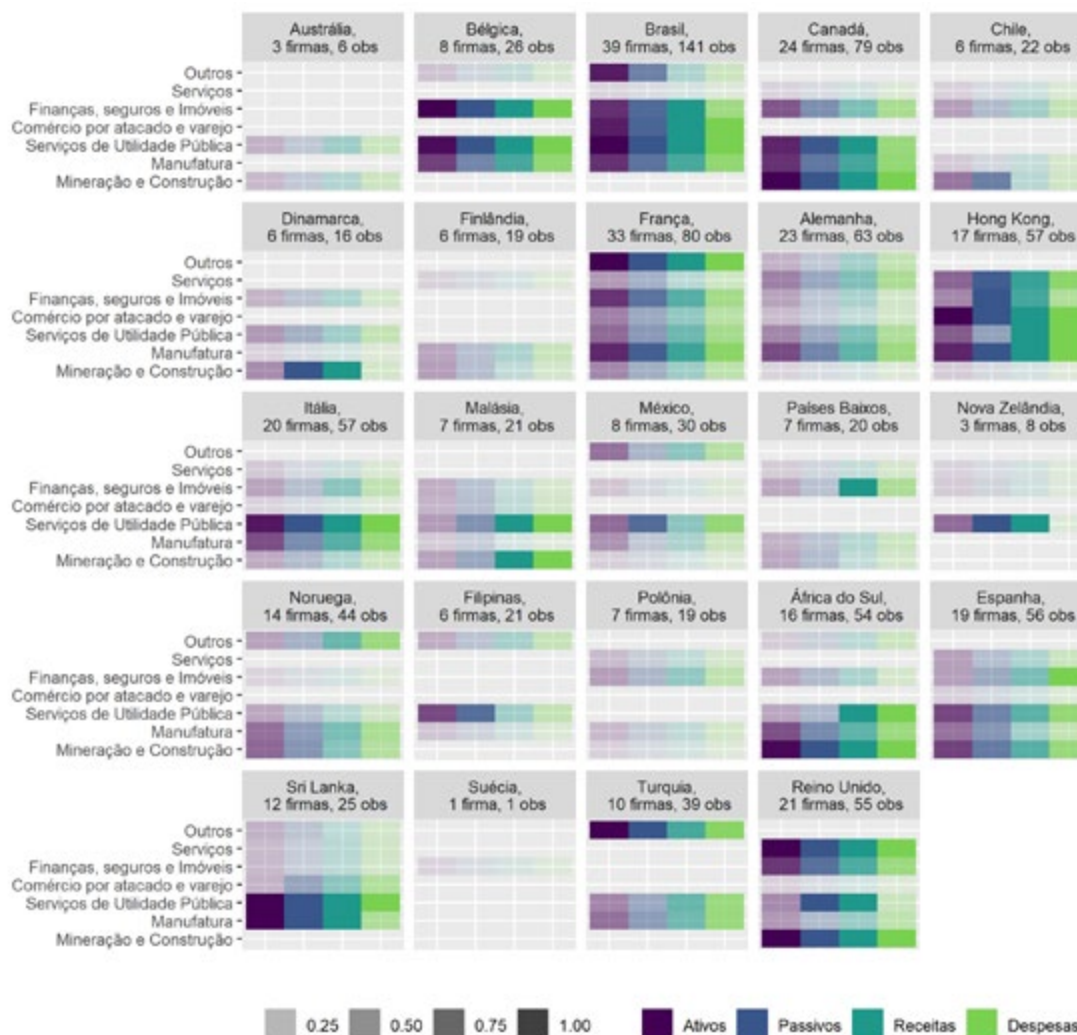 Austrália,
3 firmas, 6 obs
Bélgica,
8 firmas, 26 obs
Brasil,
39 firmas, 141 obs
Canadá,
24 firmas, 79 obs
Chile,
6 firmas, 22 obs
Outros
Serviços
Finanças, seguros e Imóveis
Comércio por atacado e varejo
Serviços de Utilidade Pública
Manufatura
Mineração e Construção
Dinamarca,
6 firmas, 16 obs
Finlândia,
6 firmas, 19 obs
França,
33 firmas, 80 obs
Alemanha,
23 firmas, 63 obs
Hong Kong,
17 firmas, 57 obs
Outros
Serviços
Finanças, seguros e Imóveis
Comércio por atacado e varejo
Serviços de Utilidade Pública
Manufatura
Mineração e Construção
Itália,
20 firmas, 57 obs
Malásia,
7 firmas, 21 obs
México,
8 firmas, 30 obs
Países Baixos,
7 firmas, 20 obs
Nova Zelândia,
3 firmas, 8 obs
Outros
Serviços
Finanças, seguros e Imóveis
Comércio por atacado e varejo
Serviços de Utilidade Pública
Manufatura
Mineração e Construção
Noruega,
14 firmas, 44 obs
Filipinas,
6 firmas, 21 obs
Polônia,
7 firmas, 19 obs
África do Sul,
16 firmas, 54 obs
Espanha,
19 firmas, 56 obs
Outros
Serviços
Finanças, seguros e Imóveis
Comércio por atacado e varejo
Serviços de Utilidade Pública
Manufatura
Mineração e Construção
Sri Lanka,
12 firmas, 25 obs
Suécia,
1 firma, 1 obs
Turquia,
10 firmas, 39 obs
Reino Unido,
21 firmas, 55 obs
Outros
Serviços
Finanças, seguros e Imóveis
Comércio por atacado e varejo
Serviços de Utilidade Pública
Manufatura
Mineração e Construção
0.25 0.50 0.75 1.00 Ativos Passivos Receitas Despesas